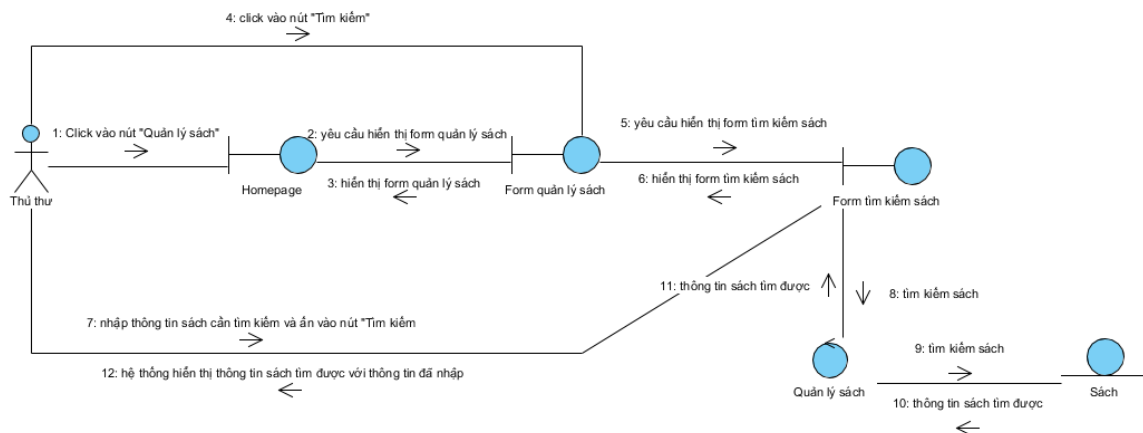 4: click vào nút "Tìm kiếm"
1: Click vào nút "Quản lý sách"
2: yêu cầu hiển thị form quản lý sách
5: yêu cầu hiển thị form tìm kiếm sách
3: hiển thị form quản lý sách
6: hiển thị form tìm kiếm sách
Homepage
Form quản lý sách
Thủ thư
Form tìm kiếm sách
11: thông tin sách tìm được
8: tìm kiếm sách
7: nhập thông tin sách cần tìm kiếm và ấn vào nút "Tìm kiếm
9: tìm kiếm sách
12: hệ thống hiển thị thông tin sách tìm được với thông tin đã nhập
Quản lý sách
Sách
10: thông tin sách tìm được